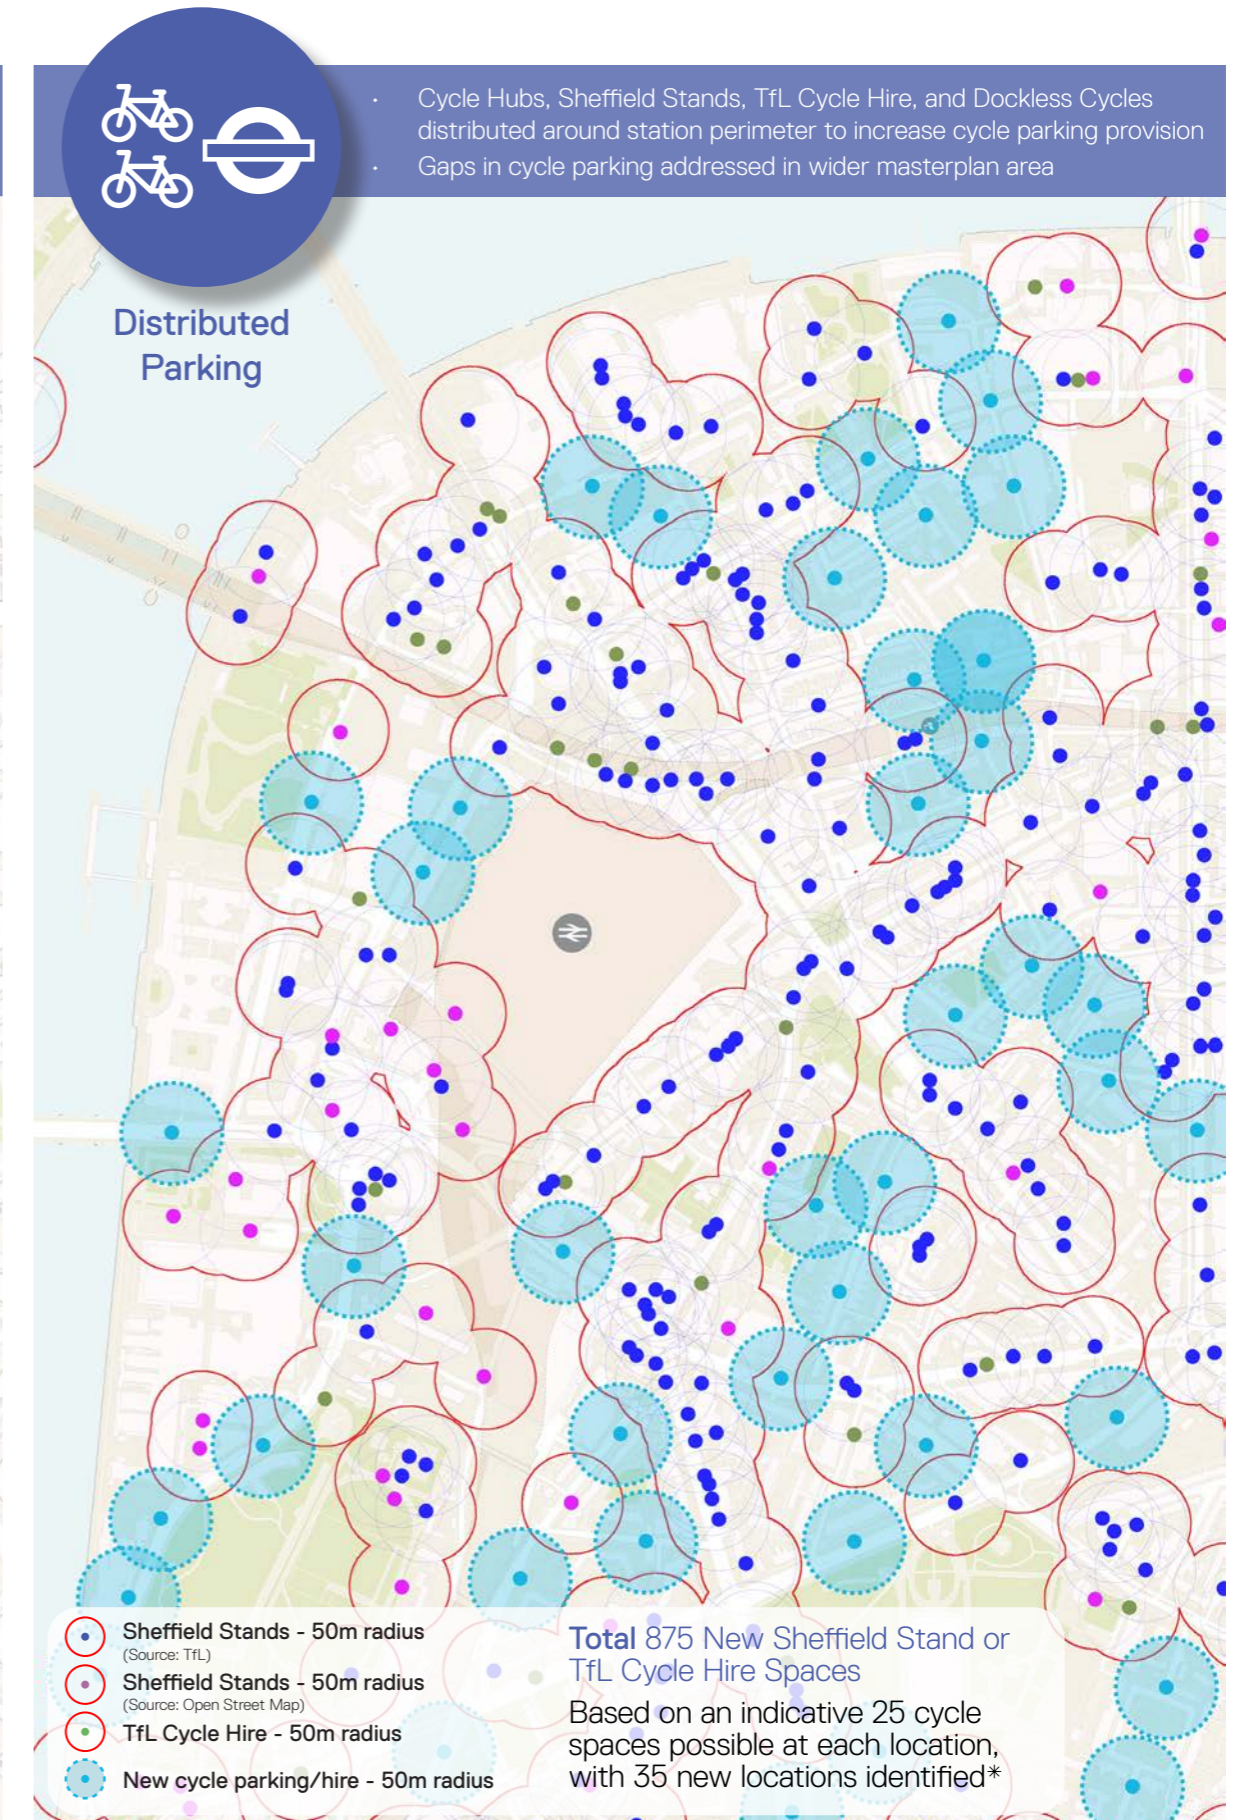 · Cycle Hubs, Sheffield Stands, TfL Cycle Hire, and Dockless Cycles
distributed around station perimeter to increase cycle parking provision
· Gaps in cycle parking addressed in wider masterplan area
Distributed
Parking
Sheffield Stands - 50m radius
(Source: TfL)
Sheffield Stands - 50m radius
(Source: Open Street Map)
TfL Cycle Hire - 50m radius
New cycle parking/hire - 50m radius
Total 875 New Sheffield Stand or
TfL Cycle Hire Spaces
Based on an indicative 25 cycle
spaces possible at each location,
with 35 new locations identified*